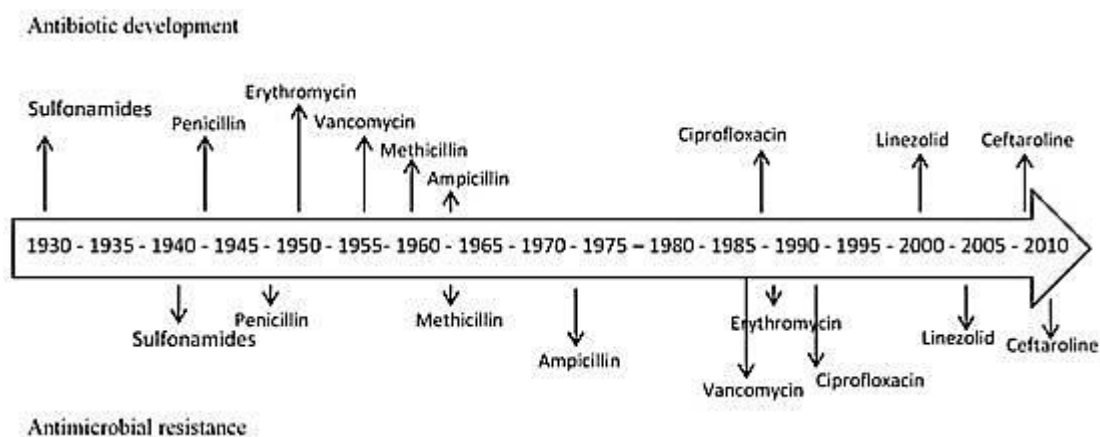 Antibiotic development
Erythromycin
Sulfonamides
Penicillin
Vancomycin
Ciprofloxacin
Linezolid
Ceftaroline
Methicillin
Ampicillin
1930 - 1935 - 1940 - 1945 - 1950 - 1955- 1960 - 1965 - 1970 - 1975 – 1980 - 1985 - 1990 - 1995 - 2000 - 2005 - 2010
Sulfonamides
Penicillin
Methicillin
Erythromycin
Linezolid
Ceftaroline
Ampicillin
Vancomycin
Ciprofloxacin
Antimicrobial resistance